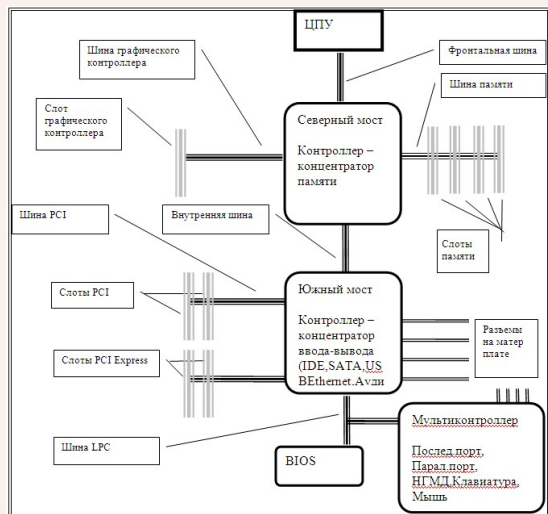 ЦПУ
Шина графического
контроллера
Фронтальная шина
Шина памяти
Слот
графического
контроллера
Северный мост
Контроллер –
концентратор
памяти
Шина PCI
Внутренняя шина
Слоты
памяти
Слоты PCI
Южный мост
Контроллер –
концентратор
ввода-вывода
(IDE,SATA,US
BEthernet.Ауди
Разъемы
на матер
плате
Слоты PCI Express
Шина LPC
BIOS
Мультиконтроллер
Послед.порт,
Парал.порт,
НГМД,Клавиатура,
Мышь